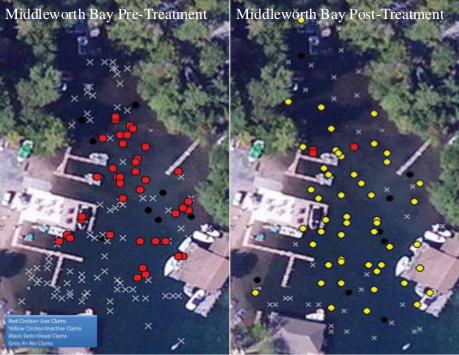 Middleworth Bay Pre-Treatment
Middleworth Bay Post-Treatment
Red Circles= Live Clams
Yellow Circles=Inactive Clams
Black Dots=Dead Clams
Grey X= No Clams